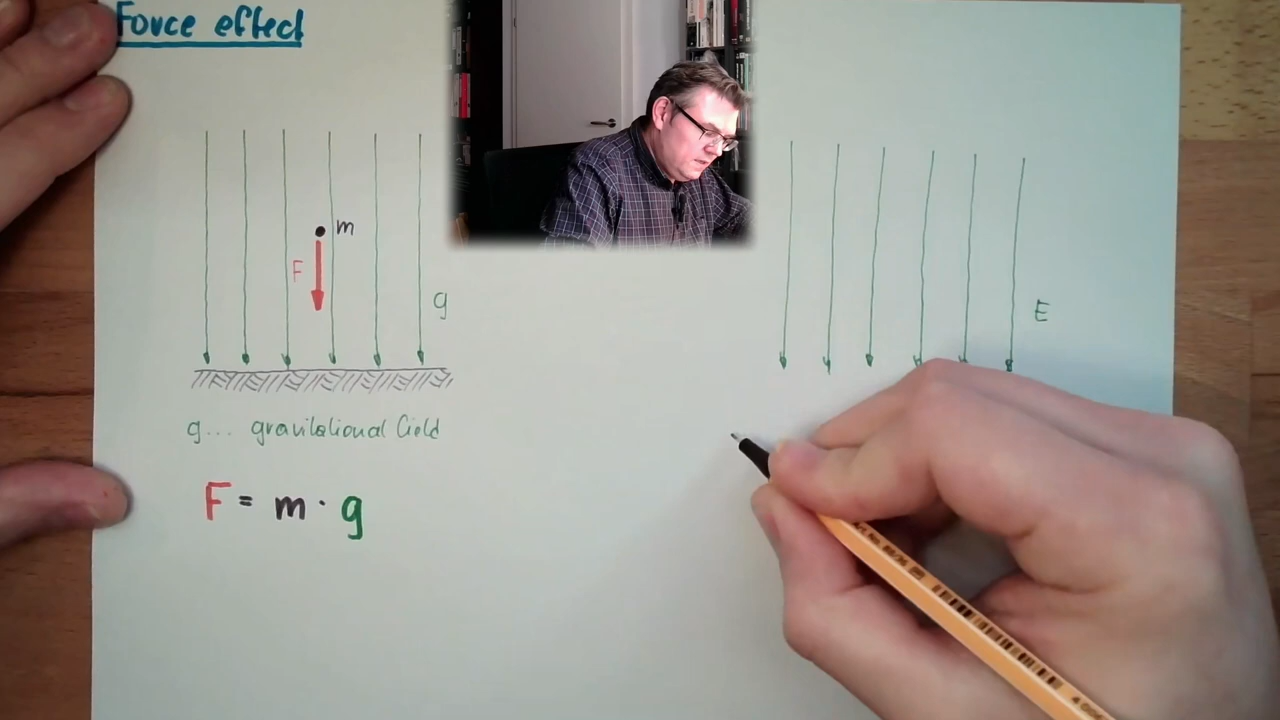 Force effect
m
F
g
E
g... gravitational field
F = m · g